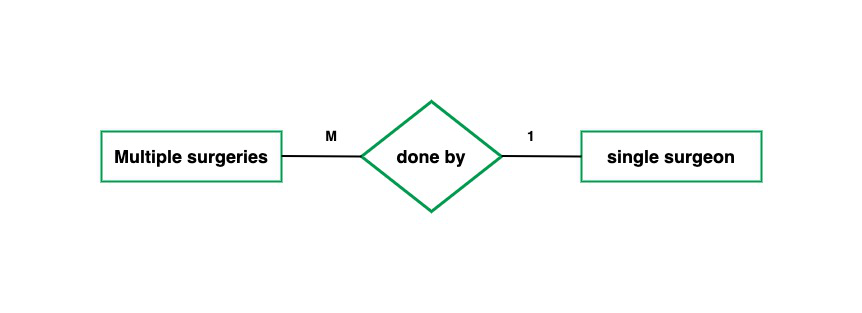 M
1
Multiple surgeries
done by
single surgeon